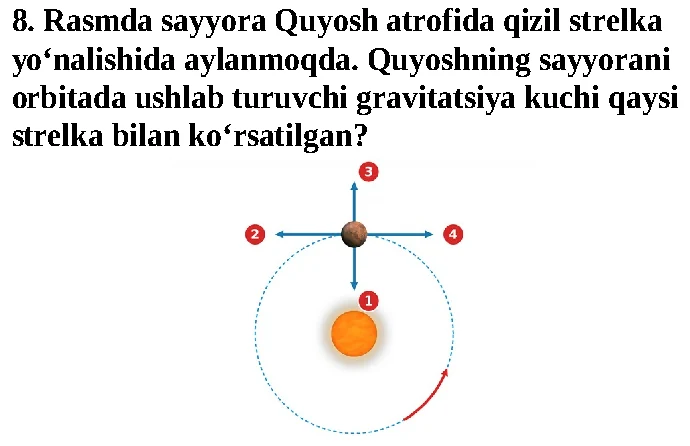 8. Rasmda sayyora Quyosh atrofida qizil strelka
yo‘nalishida aylanmoqda. Quyoshning sayyorani
orbitada ushlab turuvchi gravitatsiya kuchi qaysi
strelka bilan ko‘rsatilgan?
3
2
4
1